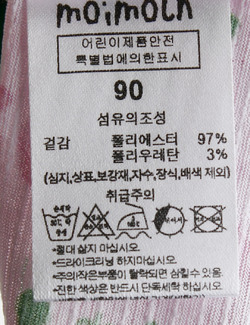 moimoln
어린이제품안전
특별법에의한표시
90
섬유의조성
겉감 폴리에스터 97%
폴리우레탄 3%
(심지,상표,보강재,자수,장식,배색 제외)
취급주의
•절대 삶지 마십시오.
•드라이크리닝 하지마십시오.
•주의:작은부품이 탈락되면 삼킬수 있음
•진한 색상은 반드시 단독세탁 하십시오.